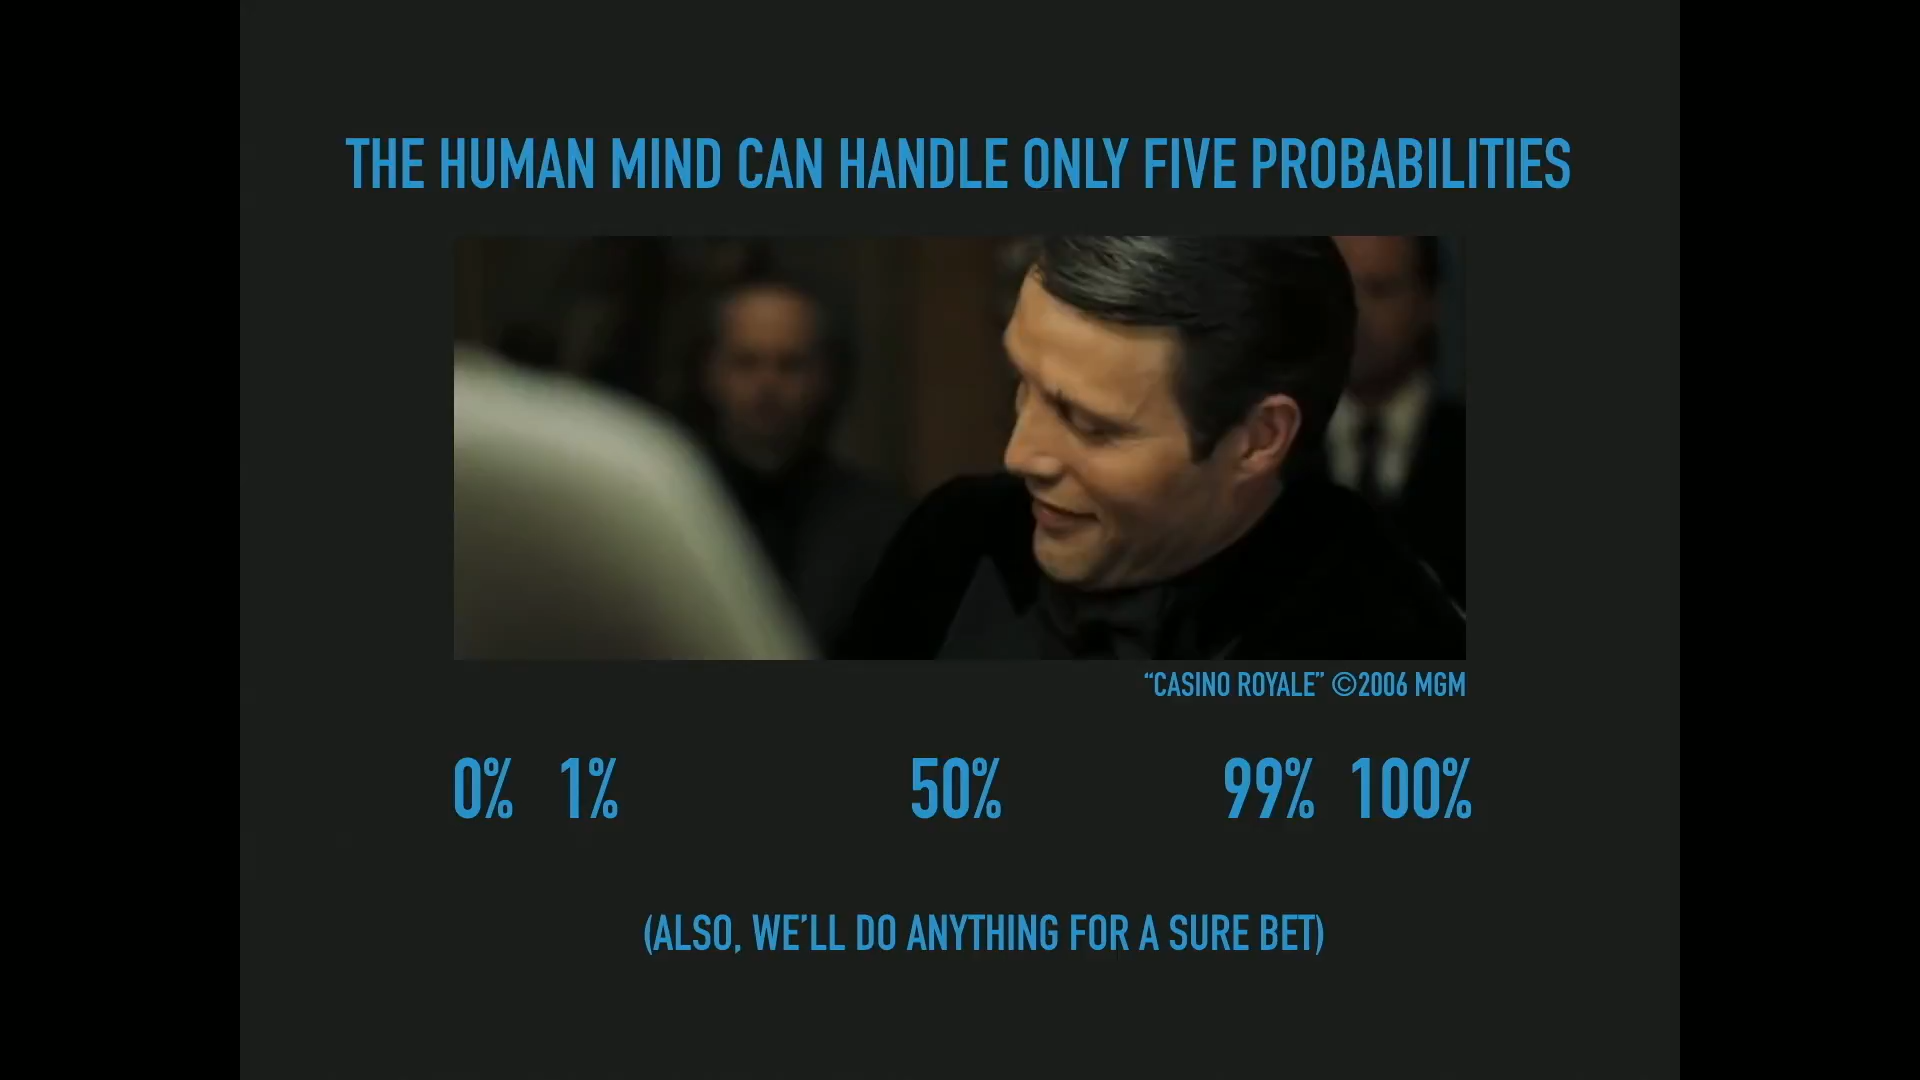 THE HUMAN MIND CAN HANDLE ONLY FIVE PROBABILITIES
“CASINO ROYALE” ©2006 MGM
0% 1% 50% 99% 100%
(ALSO, WE’LL DO ANYTHING FOR A SURE BET)